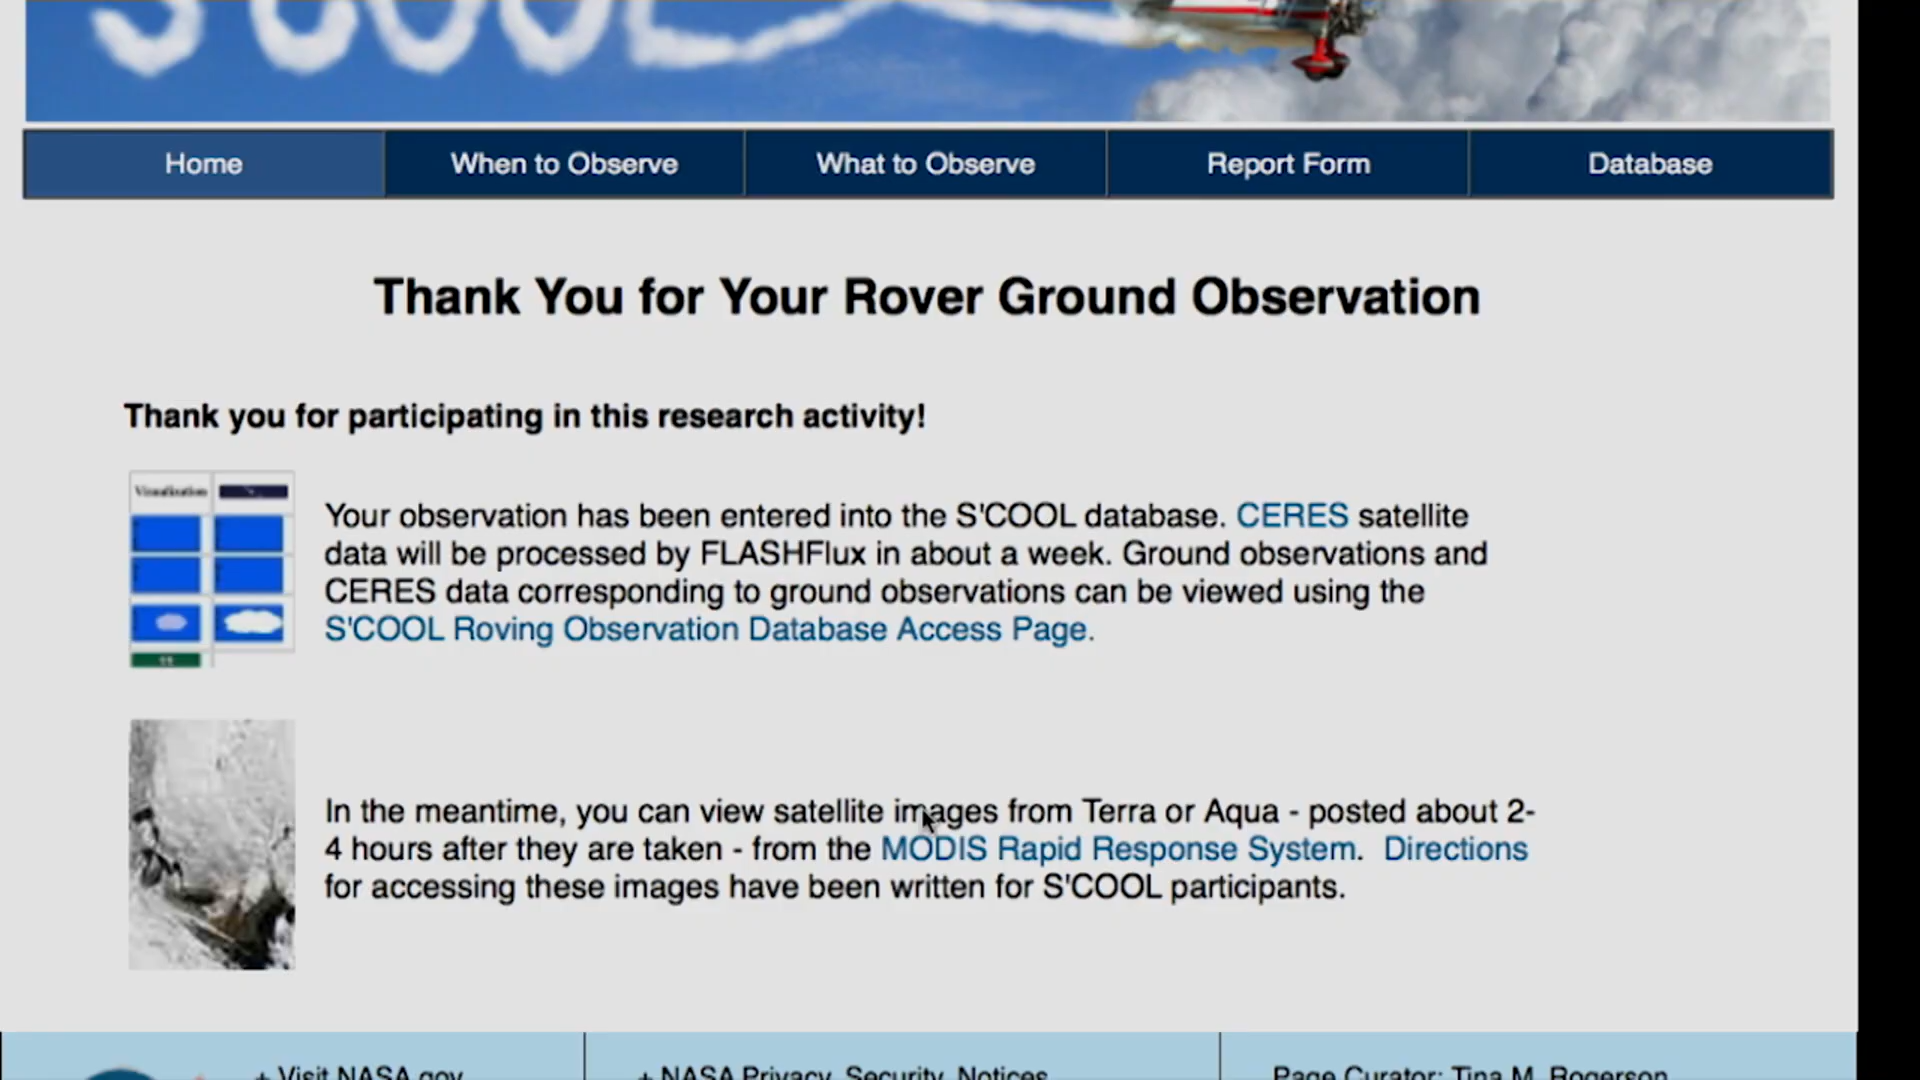 S'COOL
Home
When to Observe
What to Observe
Report Form
Database
Thank You for Your Rover Ground Observation
Thank you for participating in this research activity!
Visualization
Your observation has been entered into the S'COOL database. CERES satellite
data will be processed by FLASHFlux in about a week. Ground observations and
CERES data corresponding to ground observations can be viewed using the
S'COOL Roving Observation Database Access Page.
In the meantime, you can view satellite images from Terra or Aqua - posted about 2-
4 hours after they are taken - from the MODIS Rapid Response System. Directions
for accessing these images have been written for S'COOL participants.
+ Visit NASA.gov
+ NASA Privacy, Security, Notices
Page Curator: Tina M. Rogerson